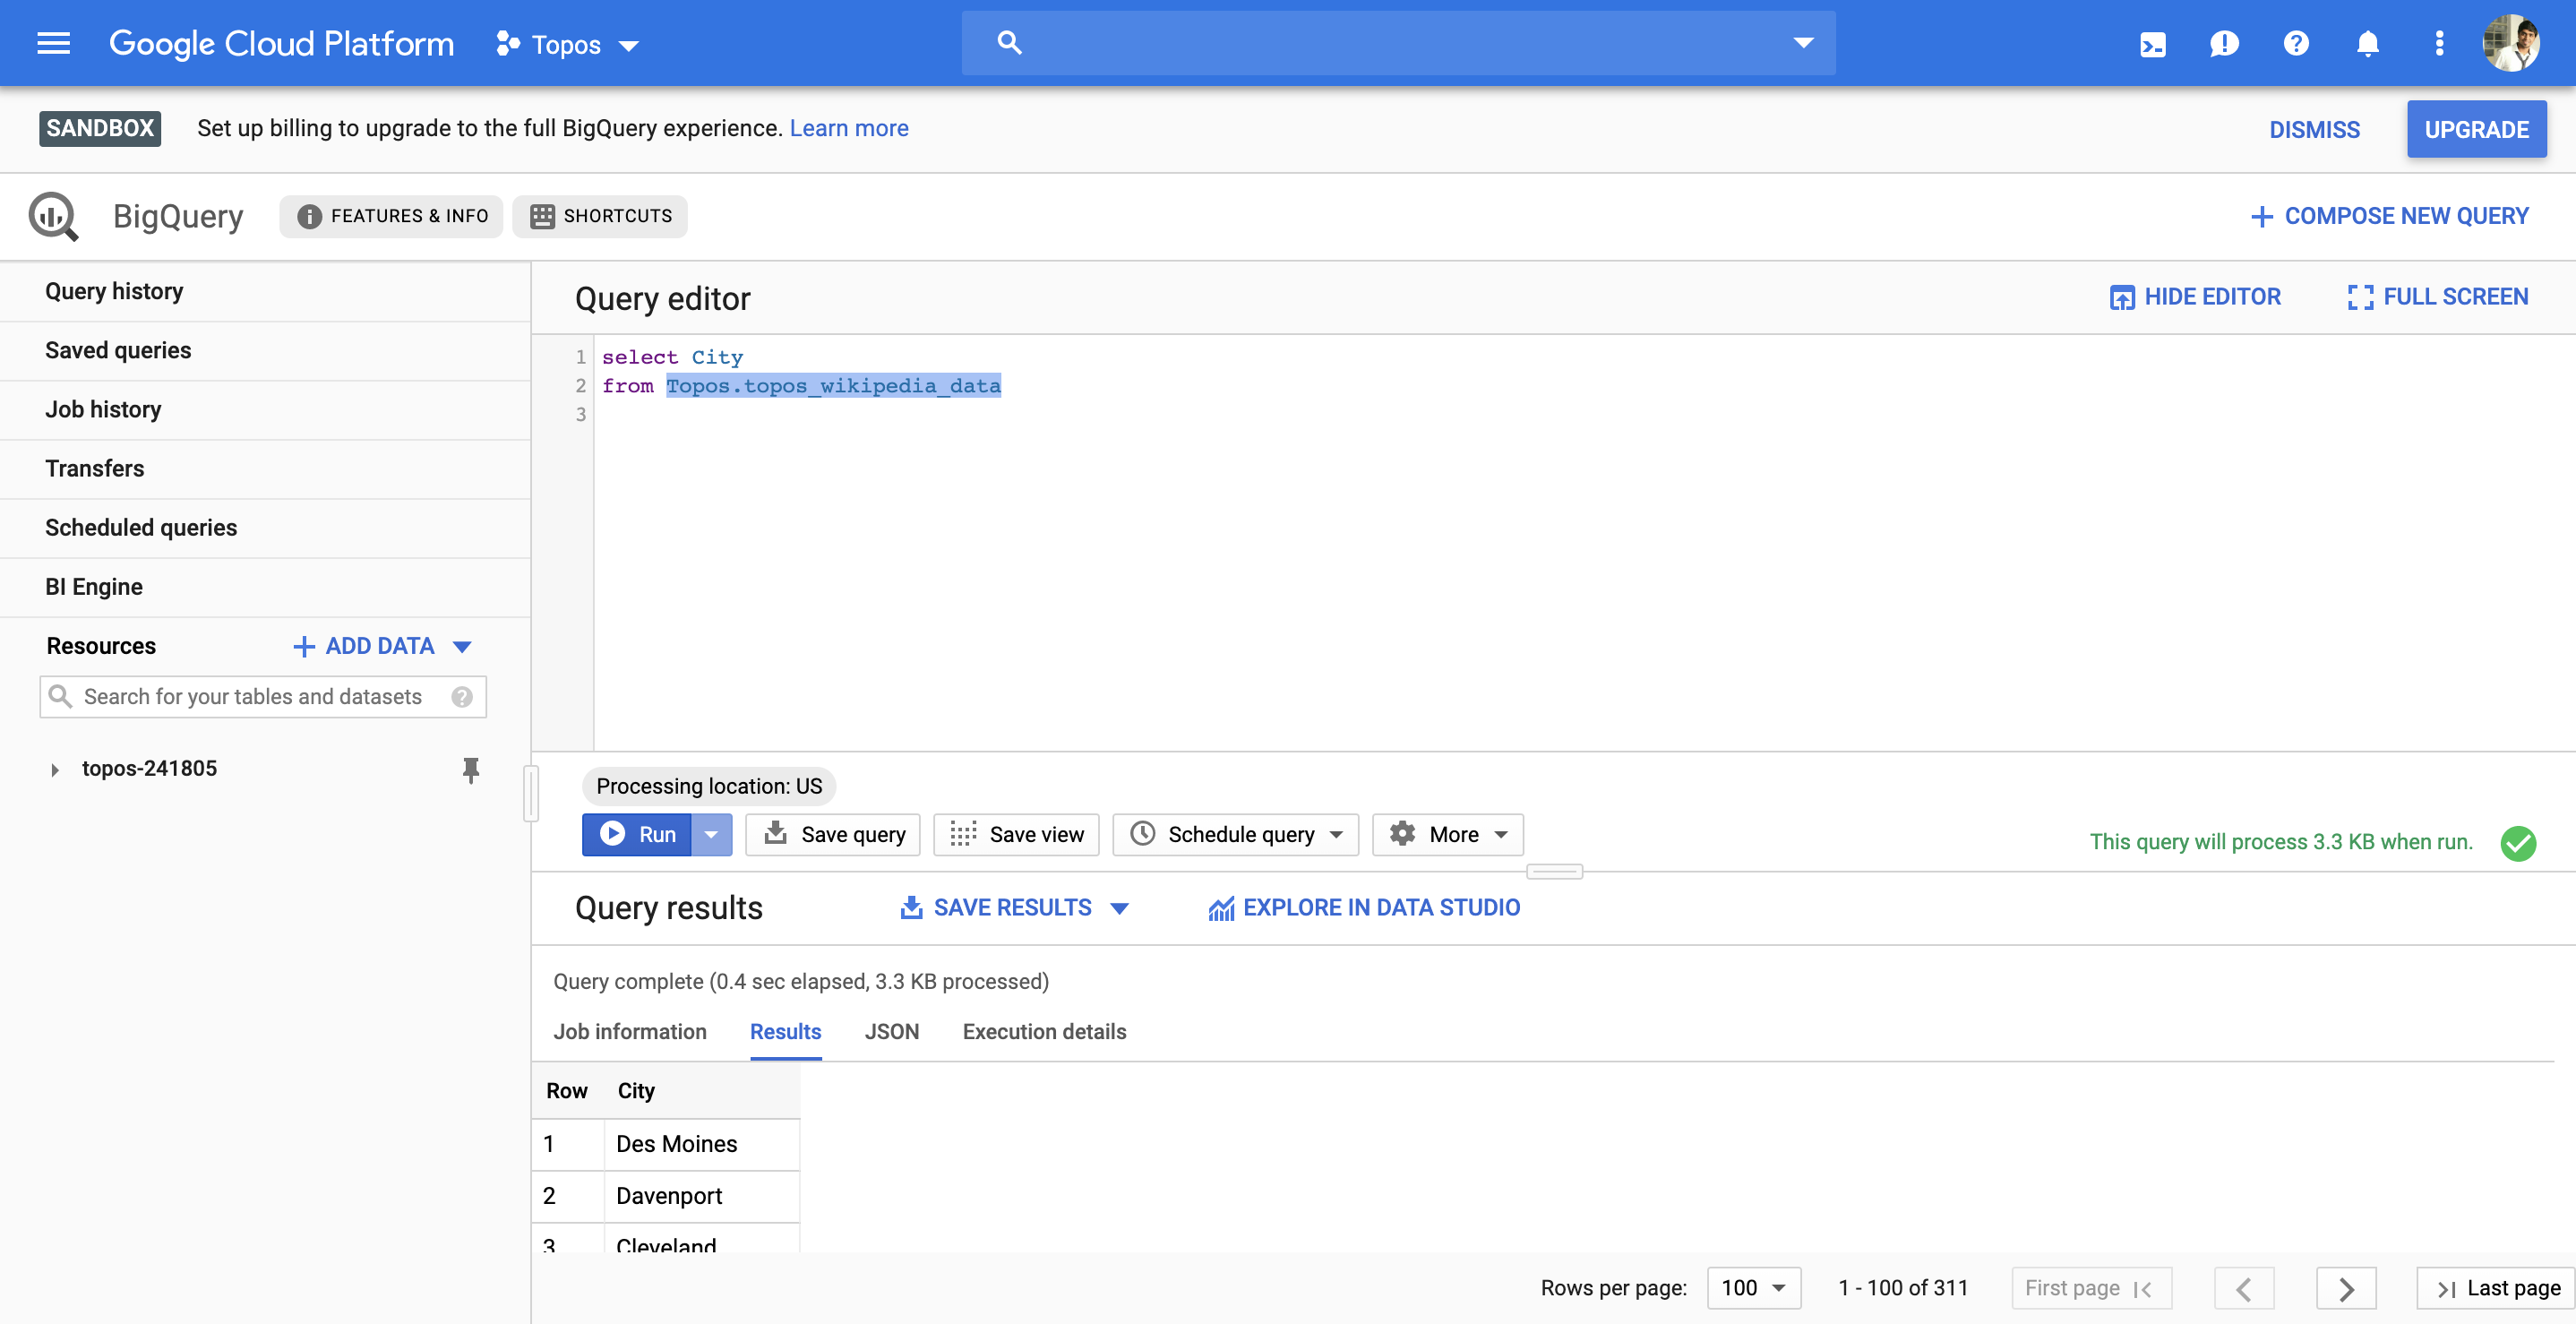 Google Cloud Platform Topos
SANDBOX Set up billing to upgrade to the full BigQuery experience. Learn more DISMISS UPGRADE
BigQuery FEATURES & INFO SHORTCUTS COMPOSE NEW QUERY
Query history
Saved queries
Job history
Transfers
Scheduled queries
BI Engine
Resources ADD DATA
Search for your tables and datasets
topos-241805
Query editor HIDE EDITOR FULL SCREEN
1 select City
2 from Topos.topos_wikipedia_data
3
Processing location: US
Run Save query Save view Schedule query More This query will process 3.3 KB when run.
Query results SAVE RESULTS EXPLORE IN DATA STUDIO
Query complete (0.4 sec elapsed, 3.3 KB processed)
Job information Results JSON Execution details
Row City
1 Des Moines
2 Davenport
3 Cleveland
Rows per page: 100 1 - 100 of 311 First page Last page